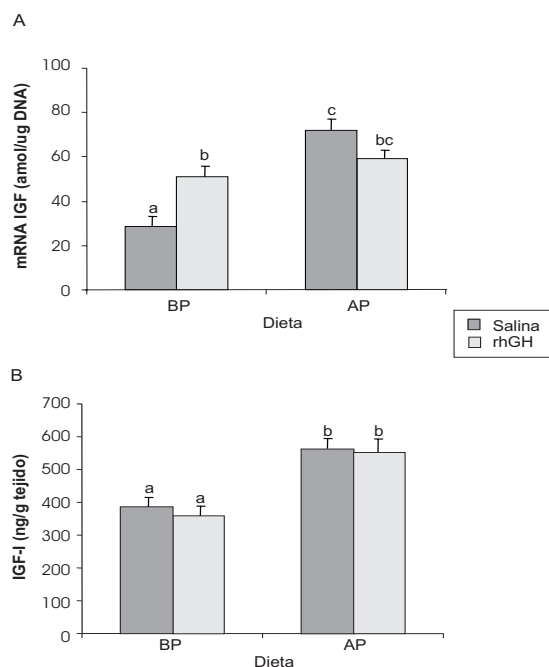 A
mRNA IGF (amol/ug DNA)
100
80
60
40
20
0
a
b
c
bc
BP
AP
Dieta
Salina
rhGH
B
IGF-I (ng/g tejido)
700
600
500
400
300
200
100
0
a
a
b
b
BP
AP
Dieta